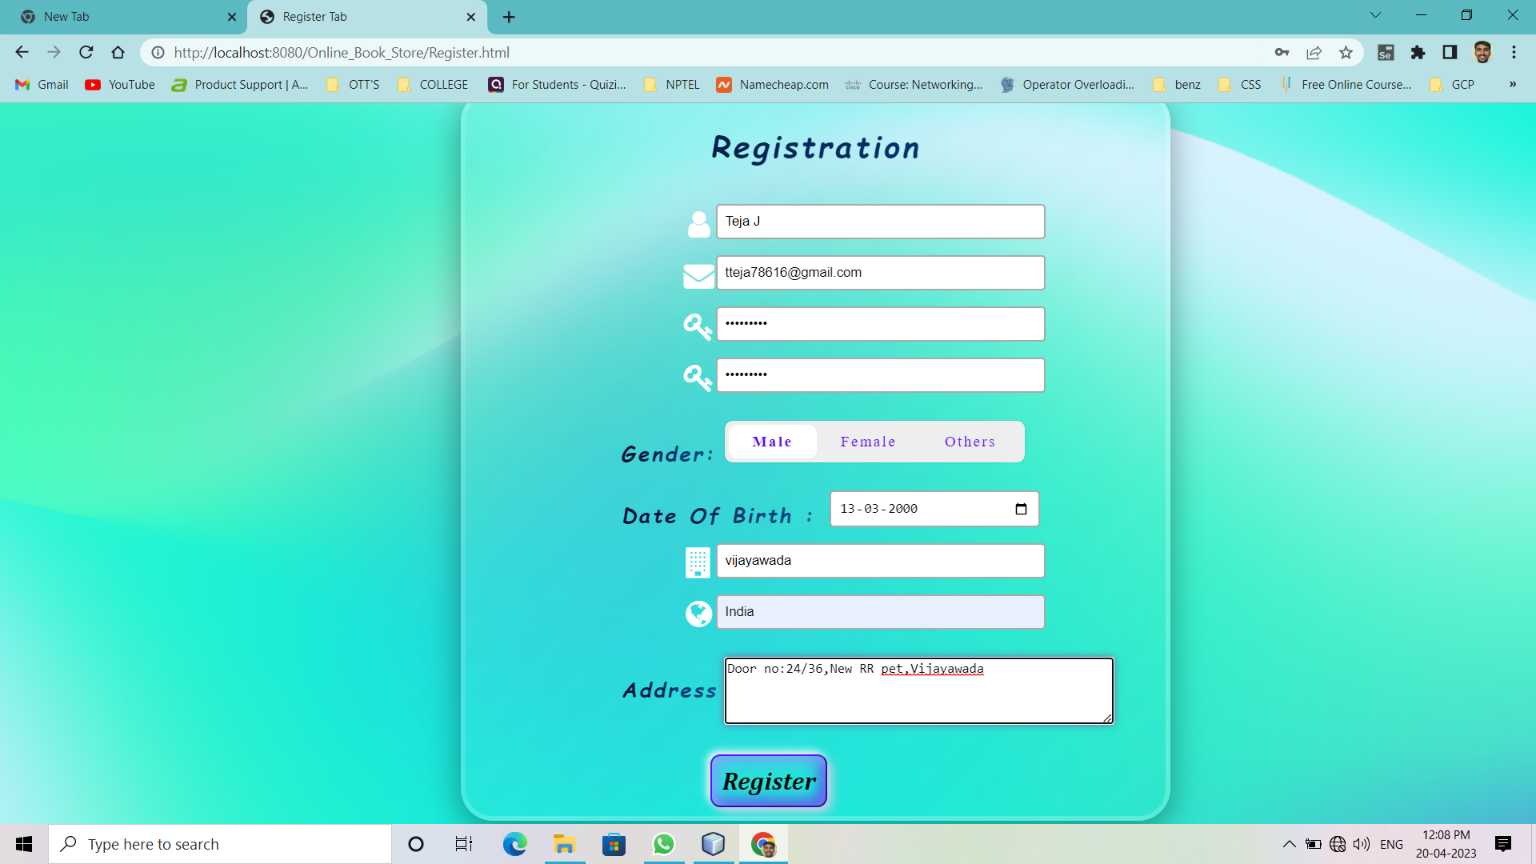 New Tab
Register Tab
http://localhost:8080/Online_Book_Store/Register.html
Se
Gmail YouTube Product Support | A... OTT'S COLLEGE For Students - Quizi... NPTEL Namecheap.com Course: Networking... Operator Overloadi... benz CSS Free Online Course... GCP »
Registration
Teja J
tteja78616@gmail.com
•••••••••
•••••••••
Gender: Male Female Others
Date Of Birth : 13-03-2000
vijayawada
India
Address Door no:24/36,New RR pet,Vijayawada
Register
Type here to search
ENG
12:08 PM
20-04-2023